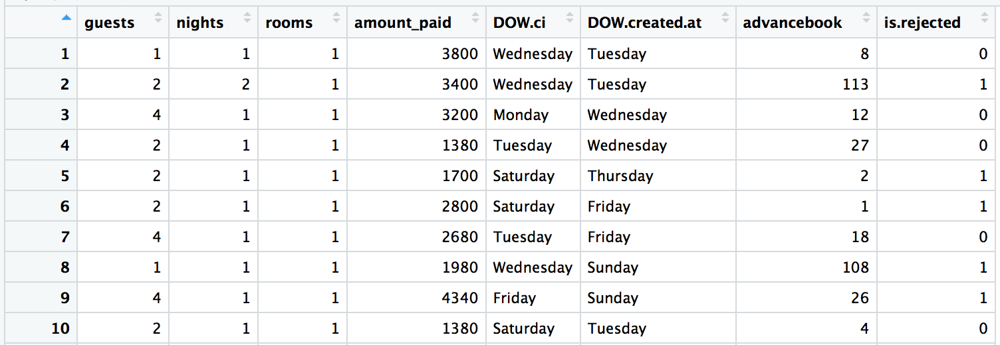 guests nights rooms amount_paid DOW.ci DOW.created.at advancebook is.rejected
1 1 1 1 3800 Wednesday Tuesday 8 0
2 2 2 1 3400 Wednesday Tuesday 113 1
3 4 1 1 3200 Monday Wednesday 12 0
4 2 1 1 1380 Tuesday Wednesday 27 0
5 2 1 1 1700 Saturday Thursday 2 1
6 2 1 1 2800 Saturday Friday 1 1
7 4 1 1 2680 Tuesday Friday 18 0
8 1 1 1 1980 Wednesday Sunday 108 1
9 4 1 1 4340 Friday Sunday 26 1
10 2 1 1 1380 Saturday Tuesday 4 0